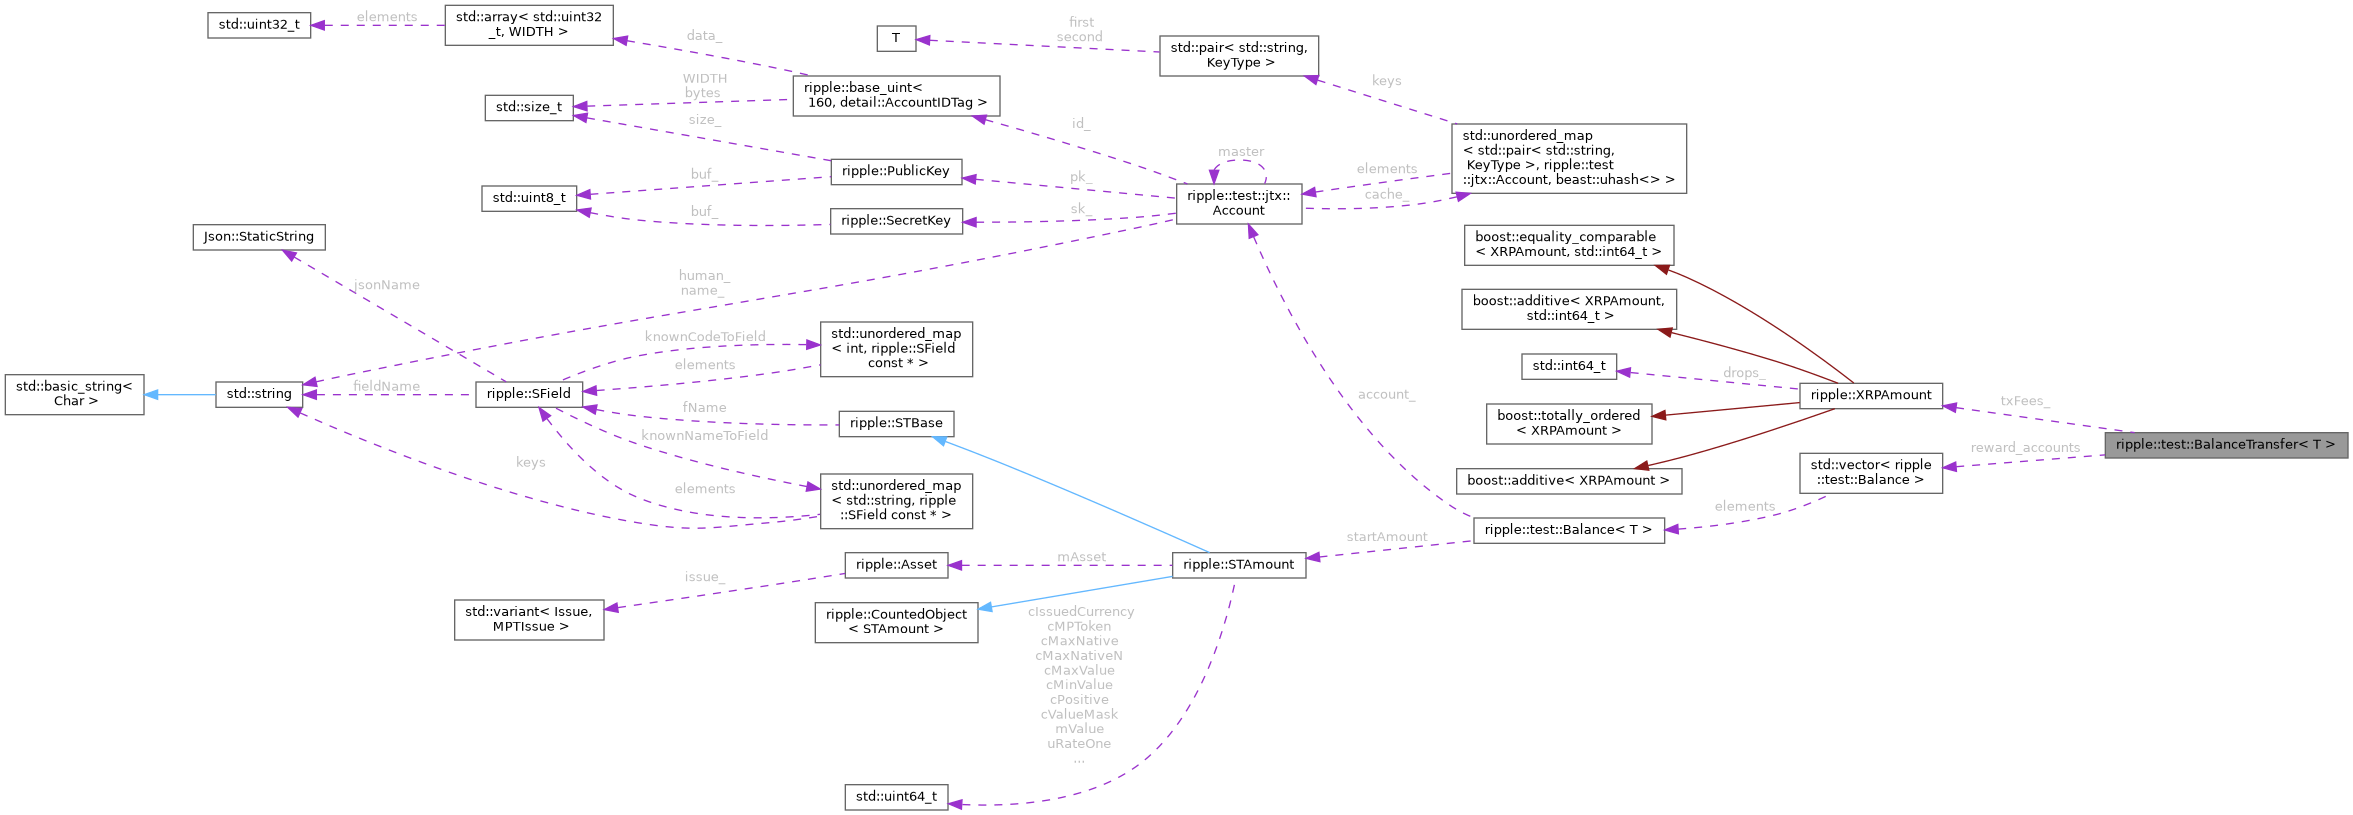 std::uint32_t
elements
std::array< std::uint32
_t, WIDTH >
data_
T
first
second
std::pair< std::string,
KeyType >
keys
std::size_t
WIDTH
bytes
size_
ripple::base_uint<
160, detail::AccountIDTag >
id_
std::unordered_map
< std::pair< std::string,
KeyType >, ripple::test
::jtx::Account, beast::uhash<> >
master
elements
cache_
std::uint8_t
buf_
buf_
ripple::PublicKey
pk_
ripple::SecretKey
sk_
ripple::test::jtx::
Account
Json::StaticString
jsonName
human_
name_
boost::equality_comparable
< XRPAmount, std::int64_t >
boost::additive< XRPAmount,
std::int64_t >
std::int64_t
drops_
boost::totally_ordered
< XRPAmount >
boost::additive< XRPAmount >
ripple::XRPAmount
txFees_
ripple::test::BalanceTransfer< T >
reward_accounts
std::vector< ripple
::test::Balance >
elements
ripple::test::Balance< T >
account_
startAmount
std::basic_string<
Char >
std::string
fieldName
ripple::SField
knownCodeToField
elements
std::unordered_map
< int, ripple::SField
const * >
fName
ripple::STBase
knownNameToField
keys
elements
std::unordered_map
< std::string, ripple
::SField const * >
ripple::Asset
mAsset
ripple::STAmount
issue_
std::variant< Issue,
MPTIssue >
ripple::CountedObject
< STAmount >
cIssuedCurrency
cMPToken
cMaxNative
cMaxNativeN
cMaxValue
cMinValue
cPositive
cValueMask
mValue
uRateOne
...
std::uint64_t